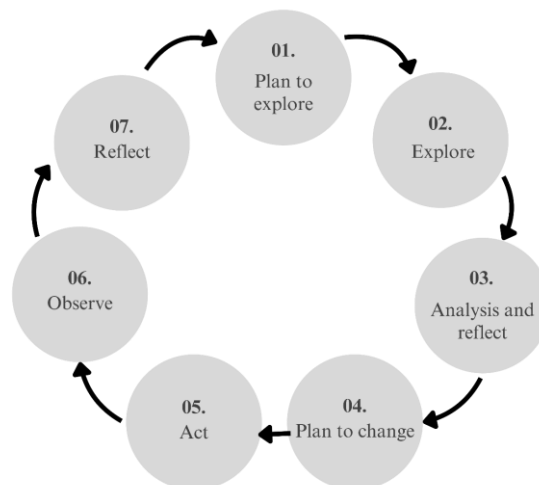 01.
Plan to
explore
02.
Explore
03.
Analysis and
reflect
04.
Plan to change
05.
Act
06.
Observe
07.
Reflect